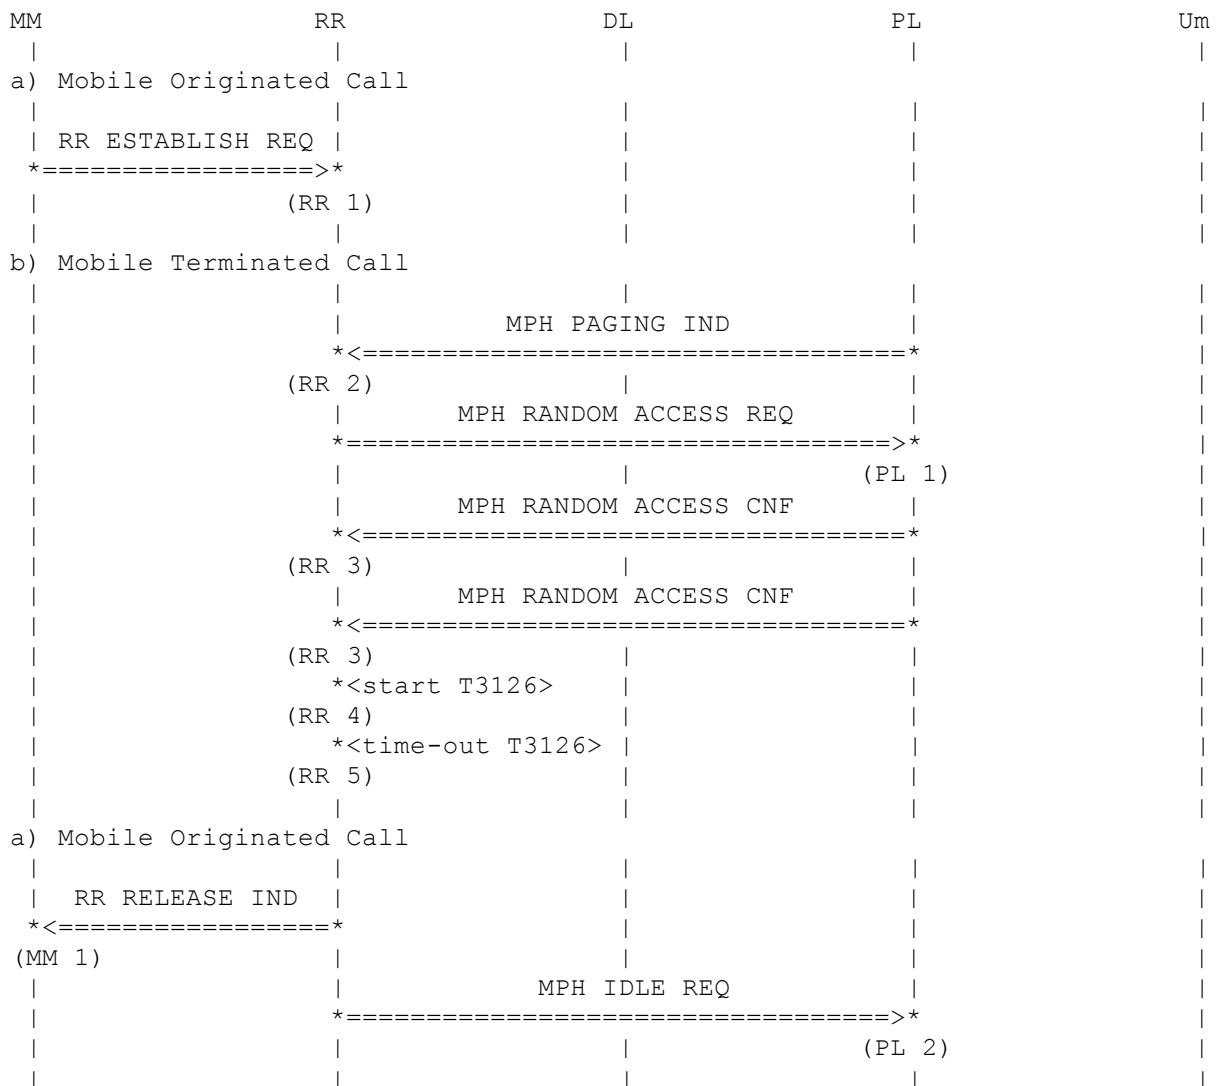 MM RR DL PL Um
| | | | |
a) Mobile Originated Call
| | | | |
| RR ESTABLISH REQ | | | |
*=================>* | | |
| (RR 1) | | |
| | | | |
b) Mobile Terminated Call
| | | | |
| | MPH PAGING IND | |
| *<==================================* |
| (RR 2) | | |
| | MPH RANDOM ACCESS REQ | |
| *==================================>* |
| | | (PL 1) |
| | MPH RANDOM ACCESS CNF | |
| *<==================================* |
| (RR 3) | | |
| | MPH RANDOM ACCESS CNF | |
| *<==================================* |
| (RR 3) | | |
| *<start T3126> | | |
| (RR 4) | | |
| *<time-out T3126> | | |
| (RR 5) | | |
| | | | |
a) Mobile Originated Call
| | | | |
| RR RELEASE IND | | | |
*<=================* | | |
(MM 1) | | | |
| | MPH IDLE REQ | |
| *==================================>* |
| | | (PL 2) |
| | | | |